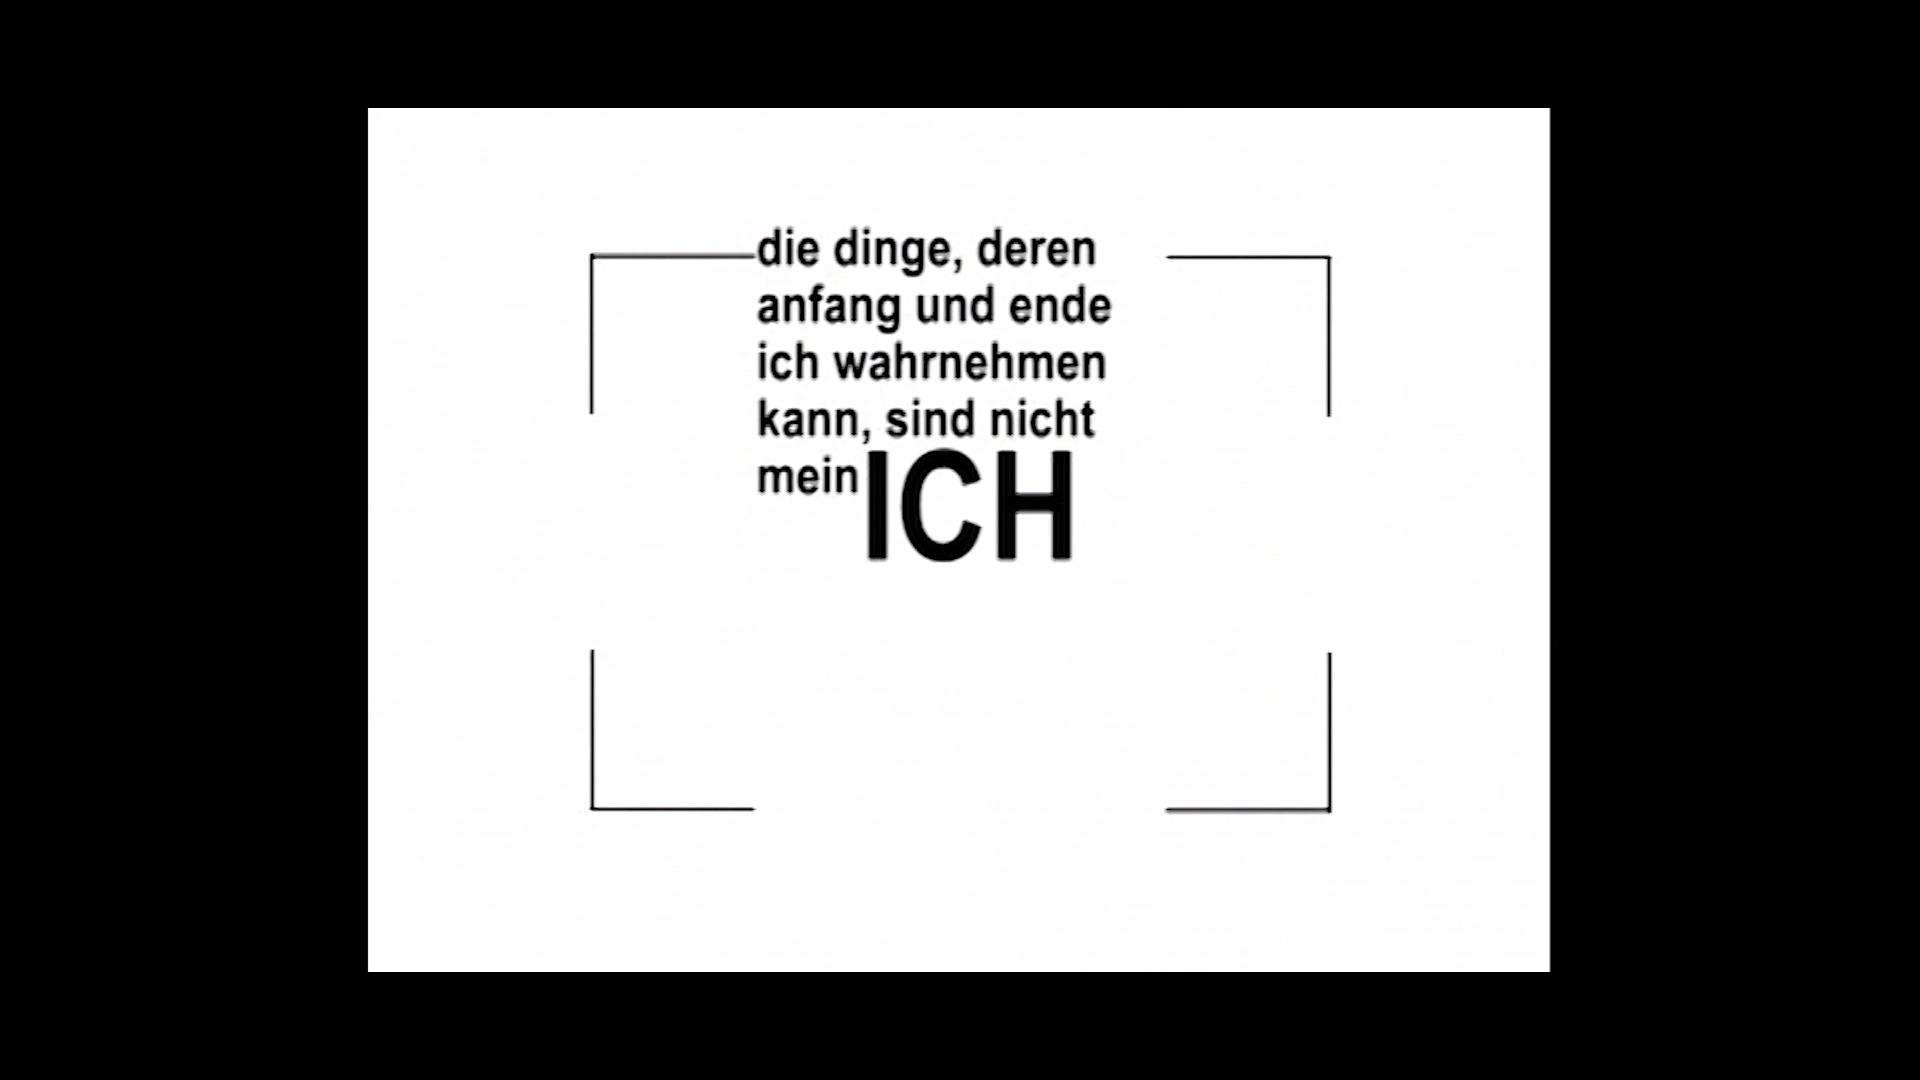 die dinge, deren
anfang und ende
ich wahrnehmen
kann, sind nicht
mein ICH